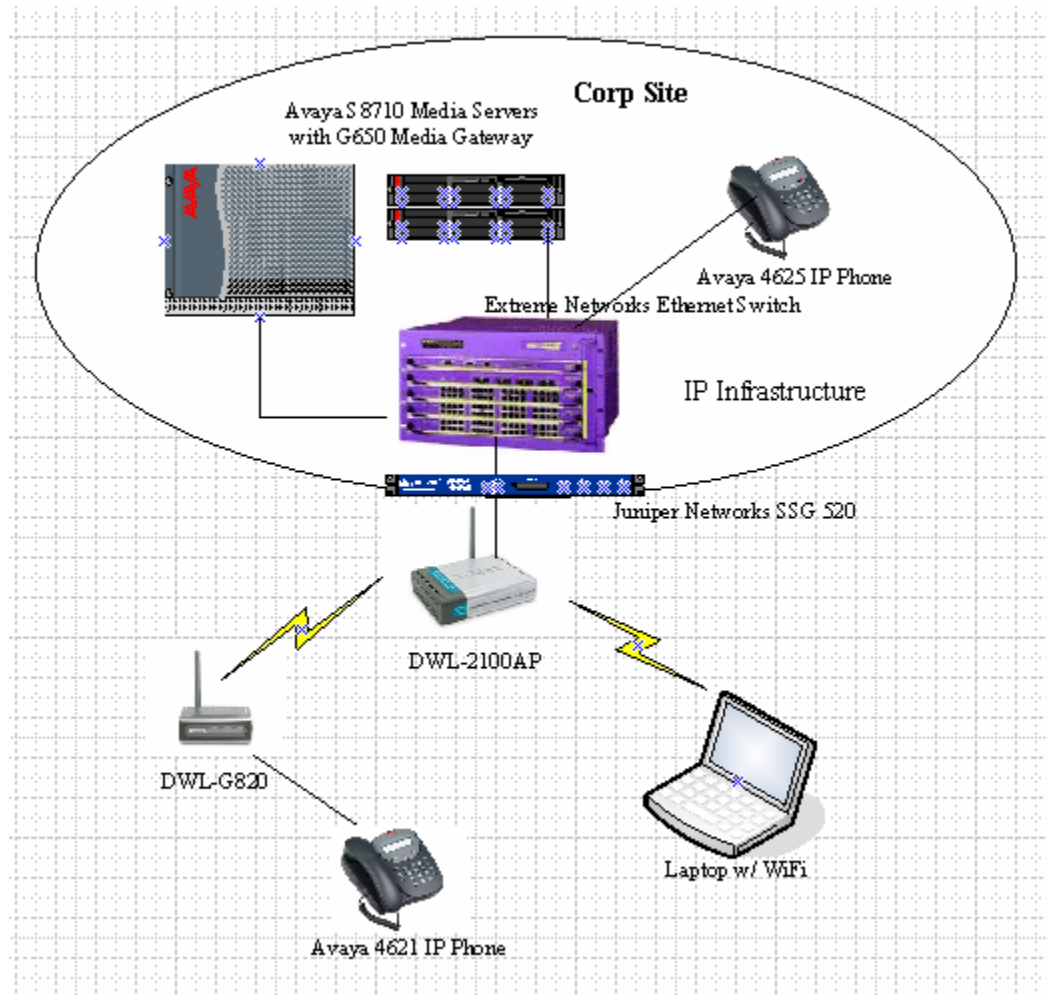 Corp Site
Avaya S 8710 Media Servers
with G650 Media Gateway
AVAYA
Avaya 4625 IP Phone
Extreme Networks Ethernet Switch
IP Infrastructure
Juniper Networks SSG 520
DWL-2100AP
DWL-G820
Laptop w/ WiFi
Avaya 4621 IP Phone